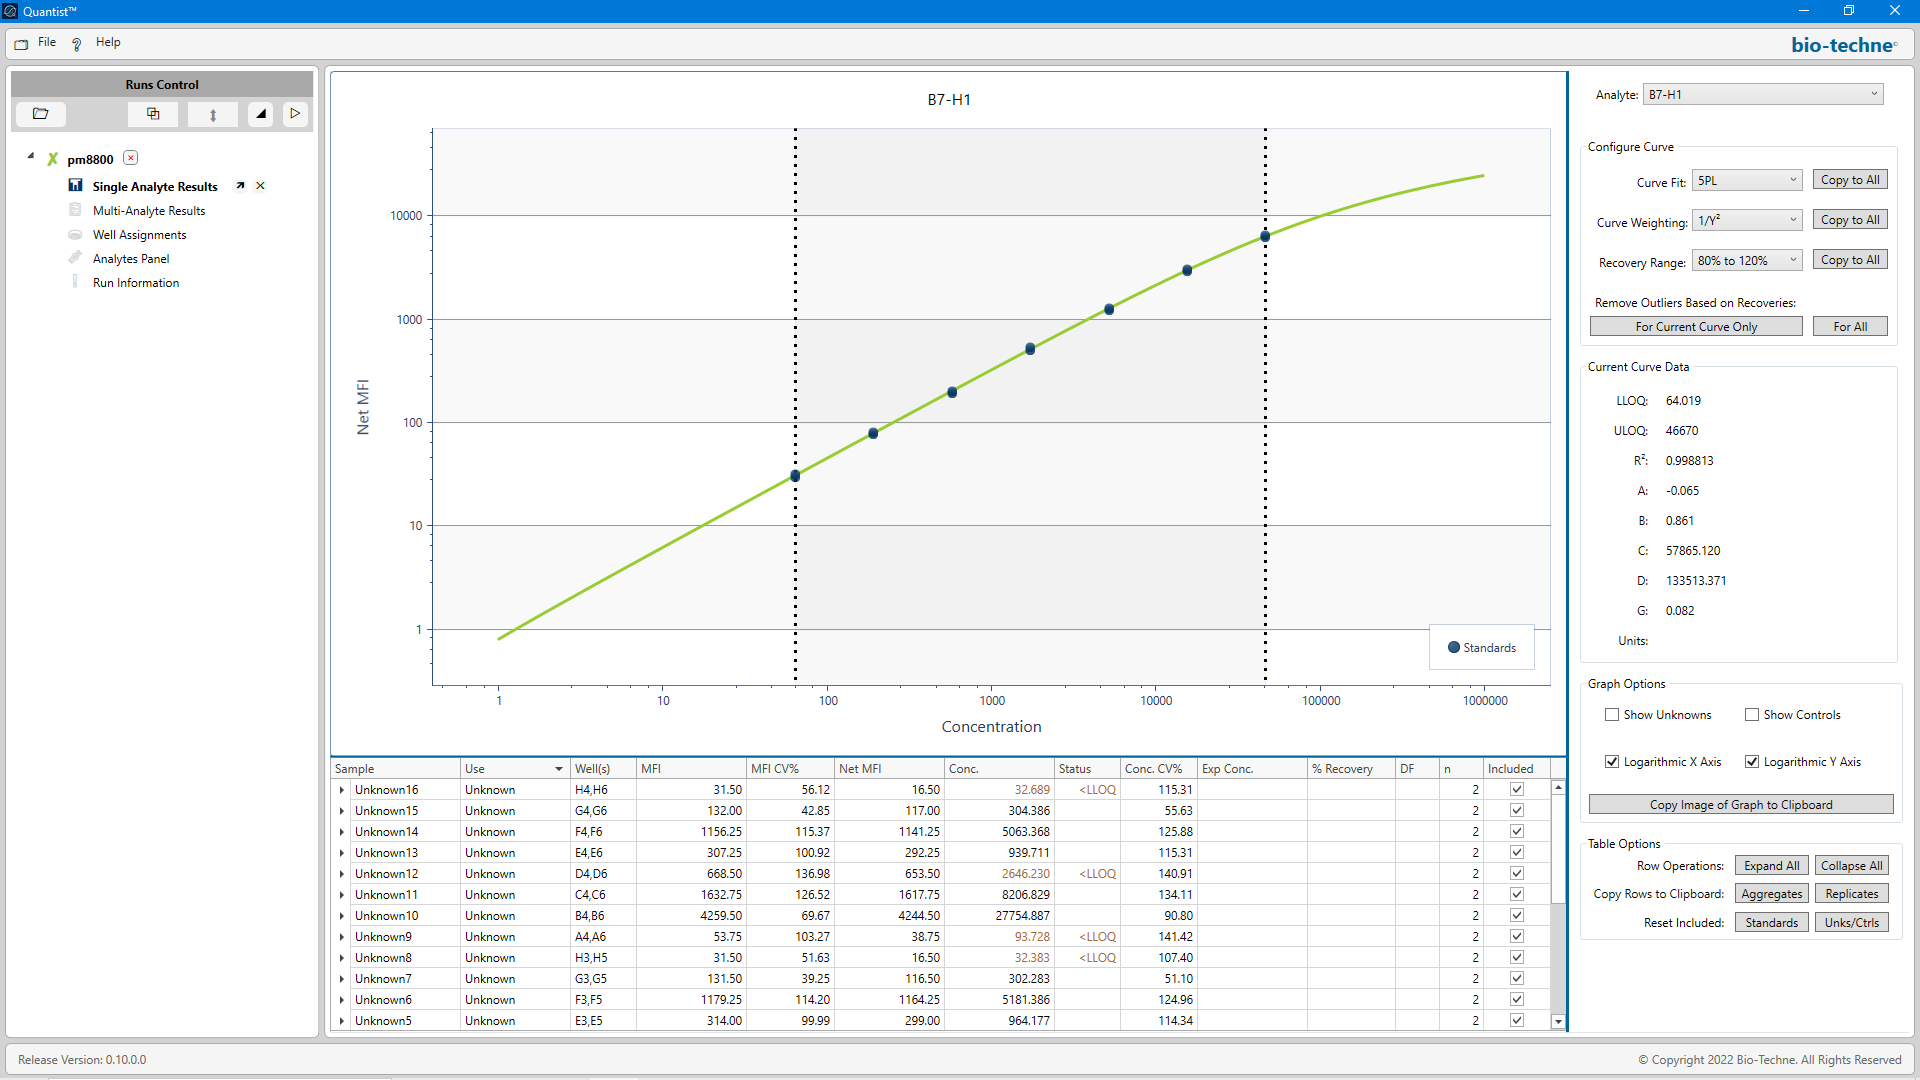 Quantist™
File
Help
bio-techne®
Runs Control
pm8800
Single Analyte Results
Multi-Analyte Results
Well Assignments
Analytes Panel
Run Information
B7-H1
Net MFI
10000
1000
100
10
1
1 10 100 1000 10000 100000 1000000
Concentration
Standards
Sample Use Well(s) MFI MFI CV% Net MFI Conc. Status Conc. CV% Exp Conc. % Recovery DF n Included
Unknown16 Unknown H4,H6 31.50 56.12 16.50 32.689 <LLOQ 115.31 2
Unknown15 Unknown G4,G6 132.00 42.85 117.00 304.386 55.63 2
Unknown14 Unknown F4,F6 1156.25 115.37 1141.25 5063.368 125.88 2
Unknown13 Unknown E4,E6 307.25 100.92 292.25 939.711 115.31 2
Unknown12 Unknown D4,D6 668.50 136.98 653.50 2646.230 <LLOQ 140.91 2
Unknown11 Unknown C4,C6 1632.75 126.52 1617.75 8206.829 134.11 2
Unknown10 Unknown B4,B6 4259.50 69.67 4244.50 27754.887 90.80 2
Unknown9 Unknown A4,A6 53.75 103.27 38.75 93.728 <LLOQ 141.42 2
Unknown8 Unknown H3,H5 31.50 51.63 16.50 32.383 <LLOQ 107.40 2
Unknown7 Unknown G3,G5 131.50 39.25 116.50 302.283 51.10 2
Unknown6 Unknown F3,F5 1179.25 114.20 1164.25 5181.386 124.96 2
Unknown5 Unknown E3,E5 314.00 99.99 299.00 964.177 114.34 2
Analyte: B7-H1
Configure Curve
Curve Fit: 5PL Copy to All
Curve Weighting: 1/Y² Copy to All
Recovery Range: 80% to 120% Copy to All
Remove Outliers Based on Recoveries:
For Current Curve Only For All
Current Curve Data
LLOQ: 64.019
ULOQ: 46670
R²: 0.998813
A: -0.065
B: 0.861
C: 57865.120
D: 133513.371
G: 0.082
Units:
Graph Options
Show Unknowns Show Controls
Logarithmic X Axis Logarithmic Y Axis
Copy Image of Graph to Clipboard
Table Options
Row Operations: Expand All Collapse All
Copy Rows to Clipboard: Aggregates Replicates
Reset Included: Standards Unks/Ctrls
Release Version: 0.10.0.0
© Copyright 2022 Bio-Techne. All Rights Reserved